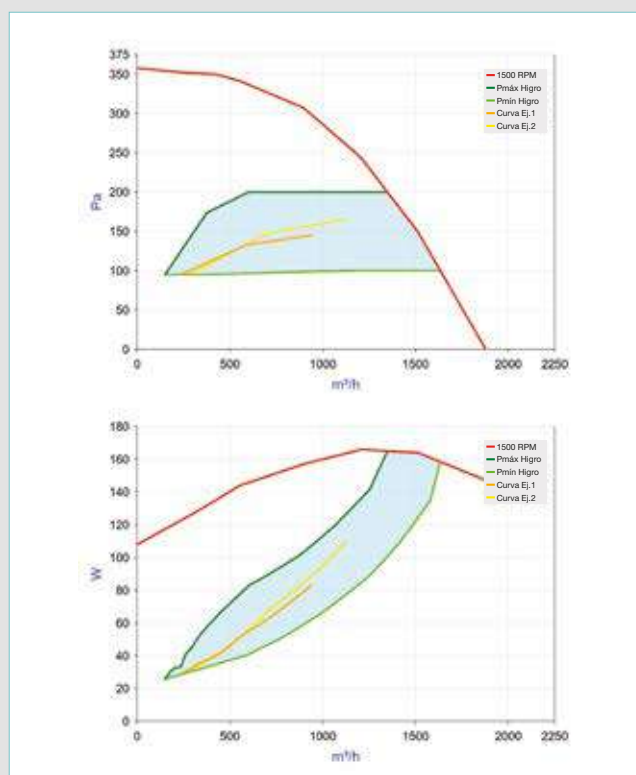 375
350
300
250
200
150
100
50
0
Pa
0 500 1000 1500 2000 2250
m³/h
1500 RPM
Pmáx Higro
Pmín Higro
Curva Ej.1
Curva Ej.2
180
160
140
120
100
80
60
40
20
0
W
0 500 1000 1500 2000 2250
m³/h
1500 RPM
Pmáx Higro
Pmín Higro
Curva Ej.1
Curva Ej.2